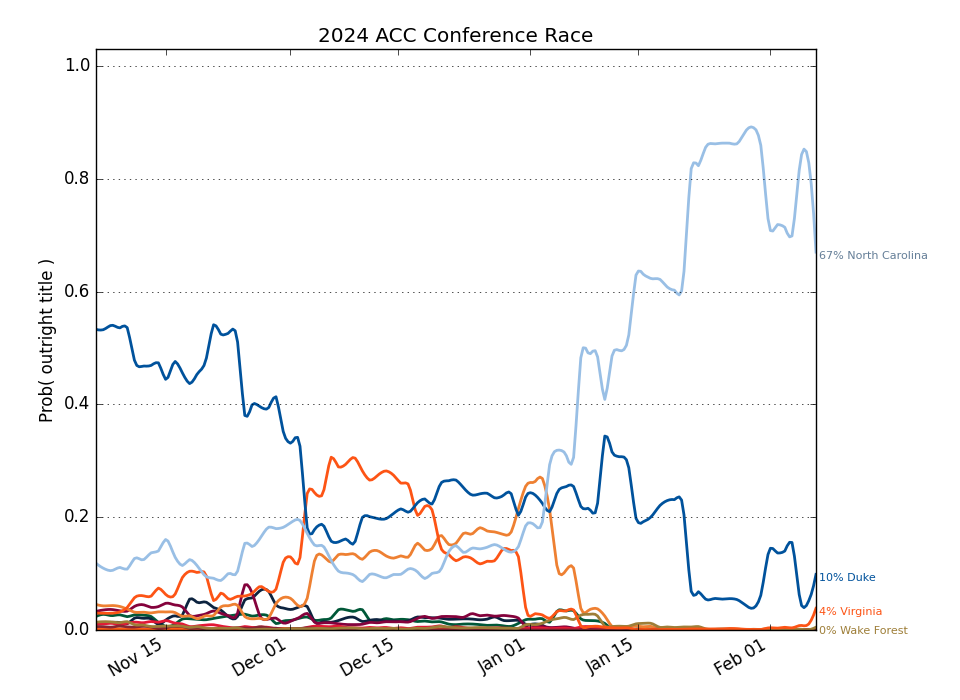 2024 ACC Conference Race
1.0
0.8
0.6
0.4
0.2
0.0
Prob( outright title )
67% North Carolina
10% Duke
4% Virginia
0% Wake Forest
Nov 15
Dec 01
Dec 15
Jan 01
Jan 15
Feb 01